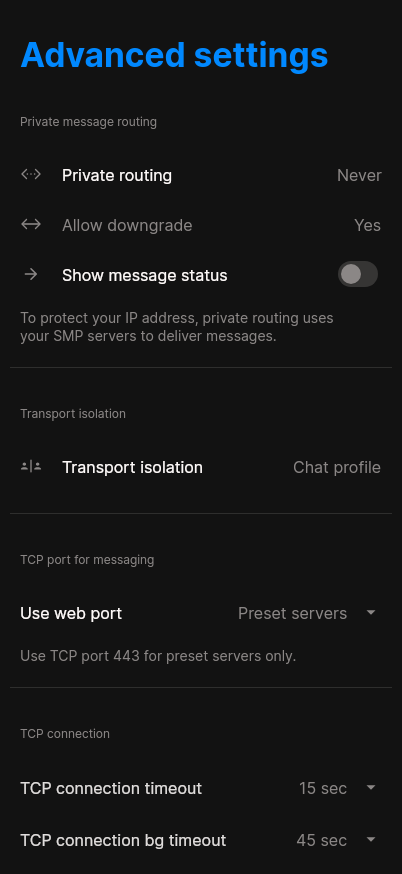 Advanced settings
Private message routing
Private routing Never
Allow downgrade Yes
Show message status
To protect your IP address, private routing uses
your SMP servers to deliver messages.
Transport isolation
Transport isolation Chat profile
TCP port for messaging
Use web port Preset servers
Use TCP port 443 for preset servers only.
TCP connection
TCP connection timeout 15 sec
TCP connection bg timeout 45 sec